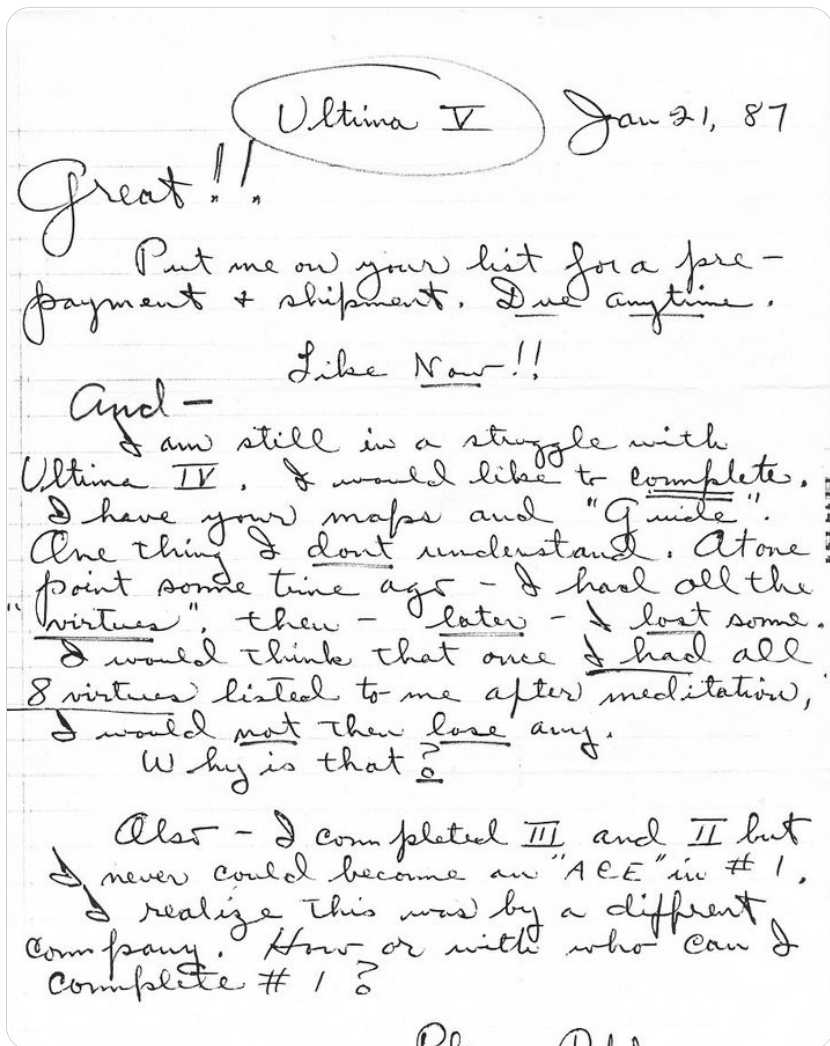 Ultima V Jan 21, 87
Great!!
Put me on your list for a pre-
payment + shipment. Due anytime.
Like Now!!
And -
I am still in a struggle with
Ultima IV. I would like to complete.
I have your maps and "Guide".
One thing I dont understand. At one
point some time ago - I had all the
"virtues", then - later - I lost some.
I would think that once I had all
8 virtues listed to me after meditation,
I would not then lose any.
Why is that?
Also - I completed III and II but
I never could become an "ACE" in # 1.
I realize this was by a diffrent
company. How or with who can I
complete # 1?